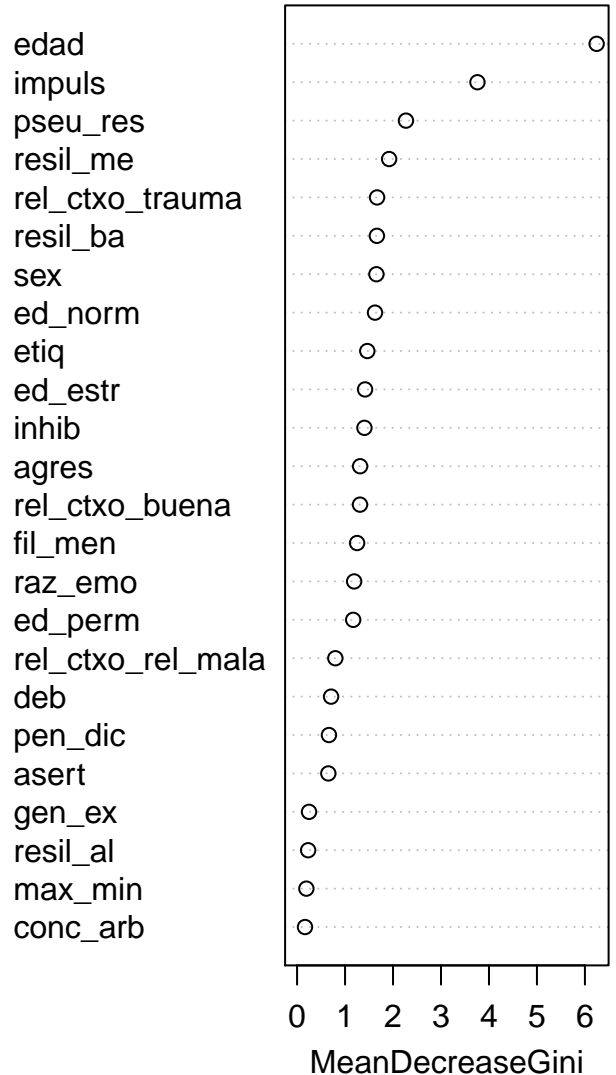 edad
impuls
pseu_res
resil_me
rel_ctxo_trauma
resil_ba
sex
ed_norm
etiq
ed_estr
inhib
agres
rel_ctxo_buena
fil_men
raz_emo
ed_perm
rel_ctxo_rel_mala
deb
pen_dic
asert
gen_ex
resil_al
max_min
conc_arb
0 1 2 3 4 5 6
MeanDecreaseGini